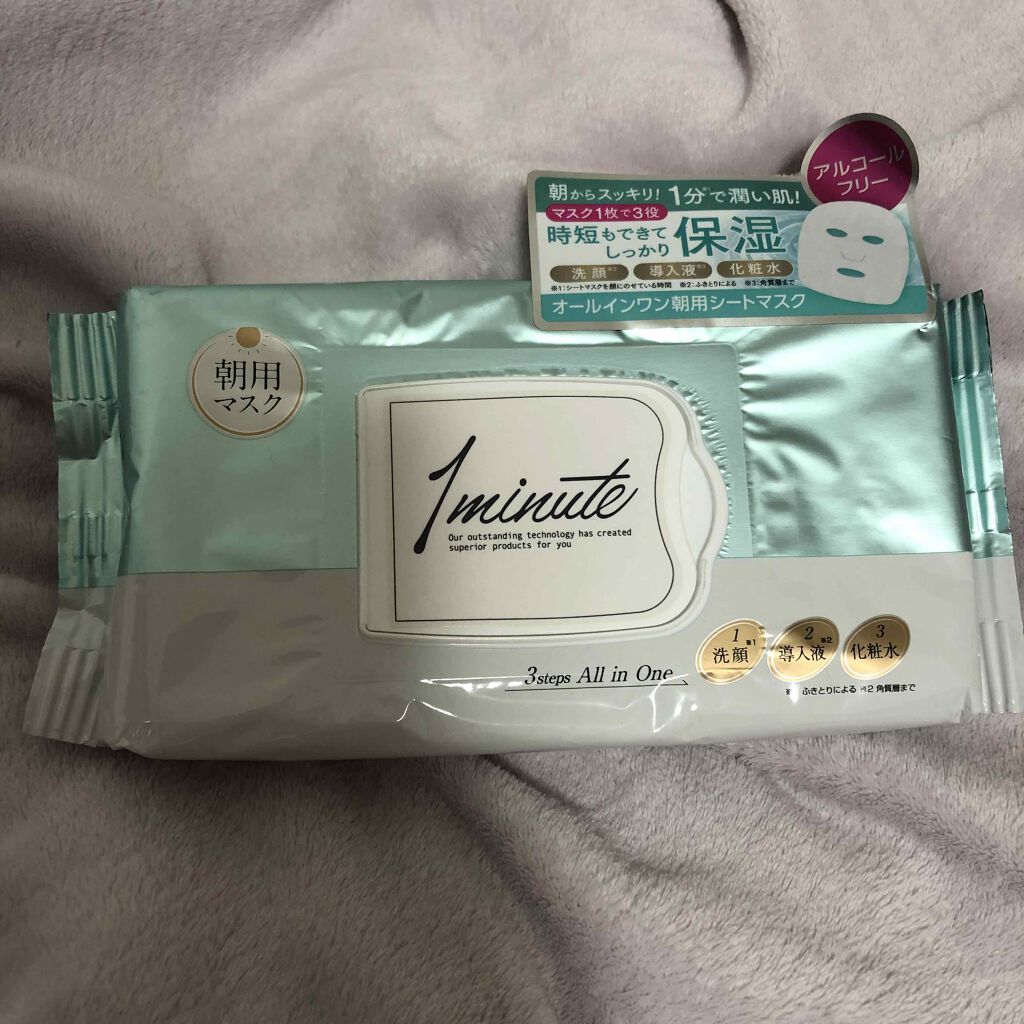 アルコール
フリー
朝からスッキリ! 1分※1で潤い肌!
マスク1枚で3役
時短もできて
しっかり 保湿
洗顔※2 導入液※3 化粧水
※1:シートマスクを顔にのせている時間 ※2:ふきとりによる ※3:角質層まで
オールインワン朝用シートマスク
朝用
マスク
1minute
Our outstanding technology has created
superior products for you
3steps All in One
1 洗顔※1
2 導入液※2
3 化粧水
※1 ふきとりによる ※2 角質層まで